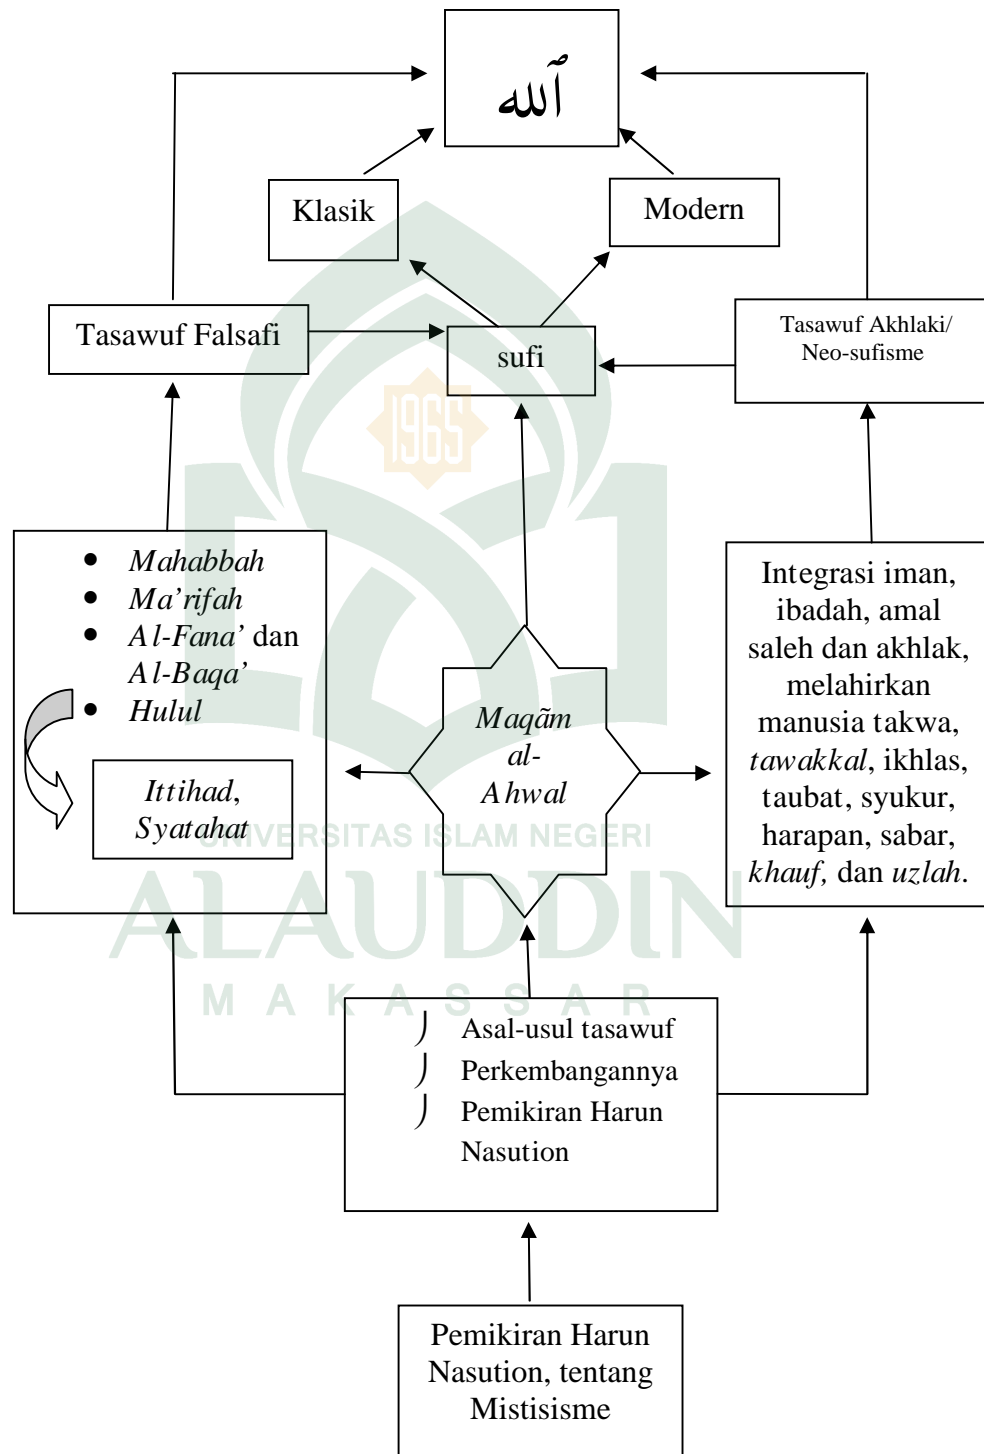 ٱلله
Klasik
Modern
Tasawuf Falsafi
sufi
Tasawuf Akhlaki/
Neo-sufisme
1965
• Mahabbah
• Ma’rifah
• Al-Fana’ dan
Al-Baqa’
• Hulul
Ittihad,
Syatahat
Maqãm
al-
Ahwal
Integrasi iman,
ibadah, amal
saleh dan akhlak,
melahirkan
manusia takwa,
tawakkal, ikhlas,
taubat, syukur,
harapan, sabar,
khauf, dan uzlah.
UNIVERSITAS ISLAM NEGERI
ALAUDDIN
MAKASSAR
Asal-usul tasawuf
Perkembangannya
Pemikiran Harun
Nasution
Pemikiran Harun
Nasution, tentang
Mistisisme